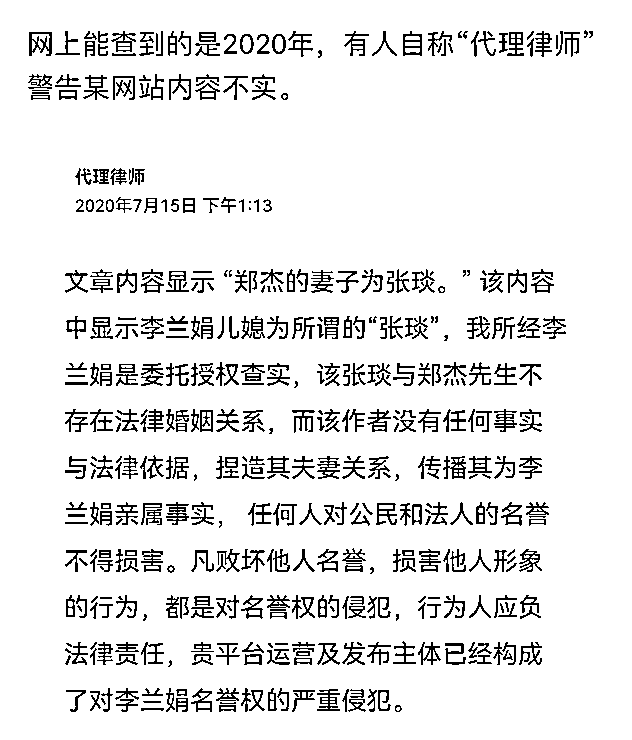 网上能查到的是2020年，有人自称“代理律师”
警告某网站内容不实。
代理律师
2020年7月15日 下午1:13
文章内容显示 “郑杰的妻子为张琰。” 该内容
中显示李兰娟儿媳为所谓的“张琰”，我所经李
兰娟是委托授权查实，该张琰与郑杰先生不
存在法律婚姻关系，而该作者没有任何事实
与法律依据，捏造其夫妻关系，传播其为李
兰娟亲属事实， 任何人对公民和法人的名誉
不得损害。凡败坏他人名誉，损害他人形象
的行为，都是对名誉权的侵犯，行为人应负
法律责任，贵平台运营及发布主体已经构成
了对李兰娟名誉权的严重侵犯。